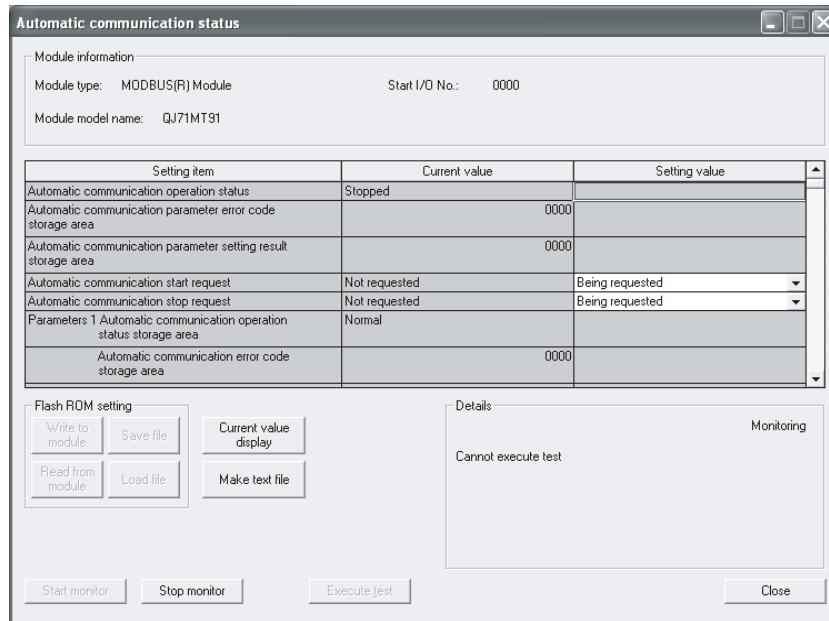 Automatic communication status
Module information
Module type: MODBUS(R) Module Start I/O No.: 0000
Module model name: QJ71MT91
Setting item Current value Setting value
Automatic communication operation status Stopped
Automatic communication parameter error code 0000
storage area
Automatic communication parameter setting result 0000
storage area
Automatic communication start request Not requested Being requested
Automatic communication stop request Not requested Being requested
Parameters 1 Automatic communication operation Normal
status storage area
Automatic communication error code 0000
storage area
Flash ROM setting
Write to
module
Save file
Current value
display
Read from
module
Load file
Make text file
Details
Monitoring
Cannot execute test
Start monitor Stop monitor Execute test Close